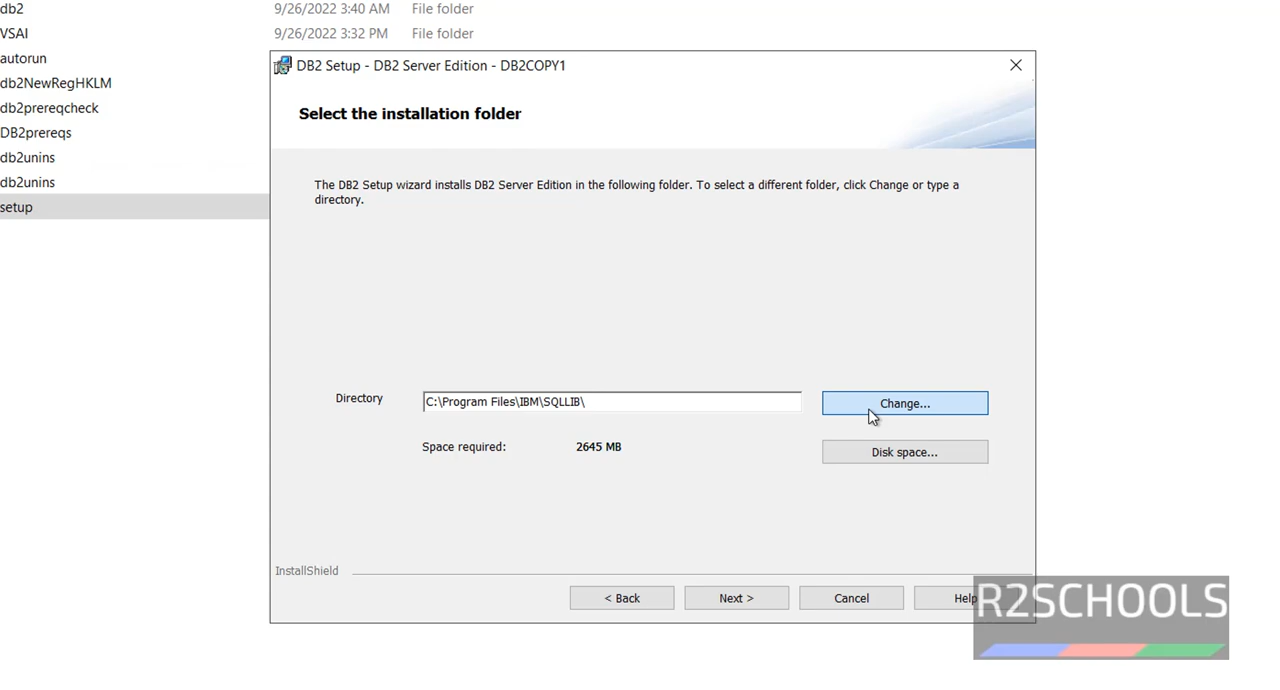 db2 9/26/2022 3:40 AM File folder
VSAI 9/26/2022 3:32 PM File folder
autorun
db2NewRegHKLM
db2prereqcheck
DB2prereqs
db2unins
db2unins
setup
DB2 Setup - DB2 Server Edition - DB2COPY1
Select the installation folder
The DB2 Setup wizard installs DB2 Server Edition in the following folder. To select a different folder, click Change or type a
directory.
Directory C:\Program Files\IBM\SQLLIB\ Change...
Space required: 2645 MB Disk space...
InstallShield
< Back Next > Cancel Help
R2SCHOOLS